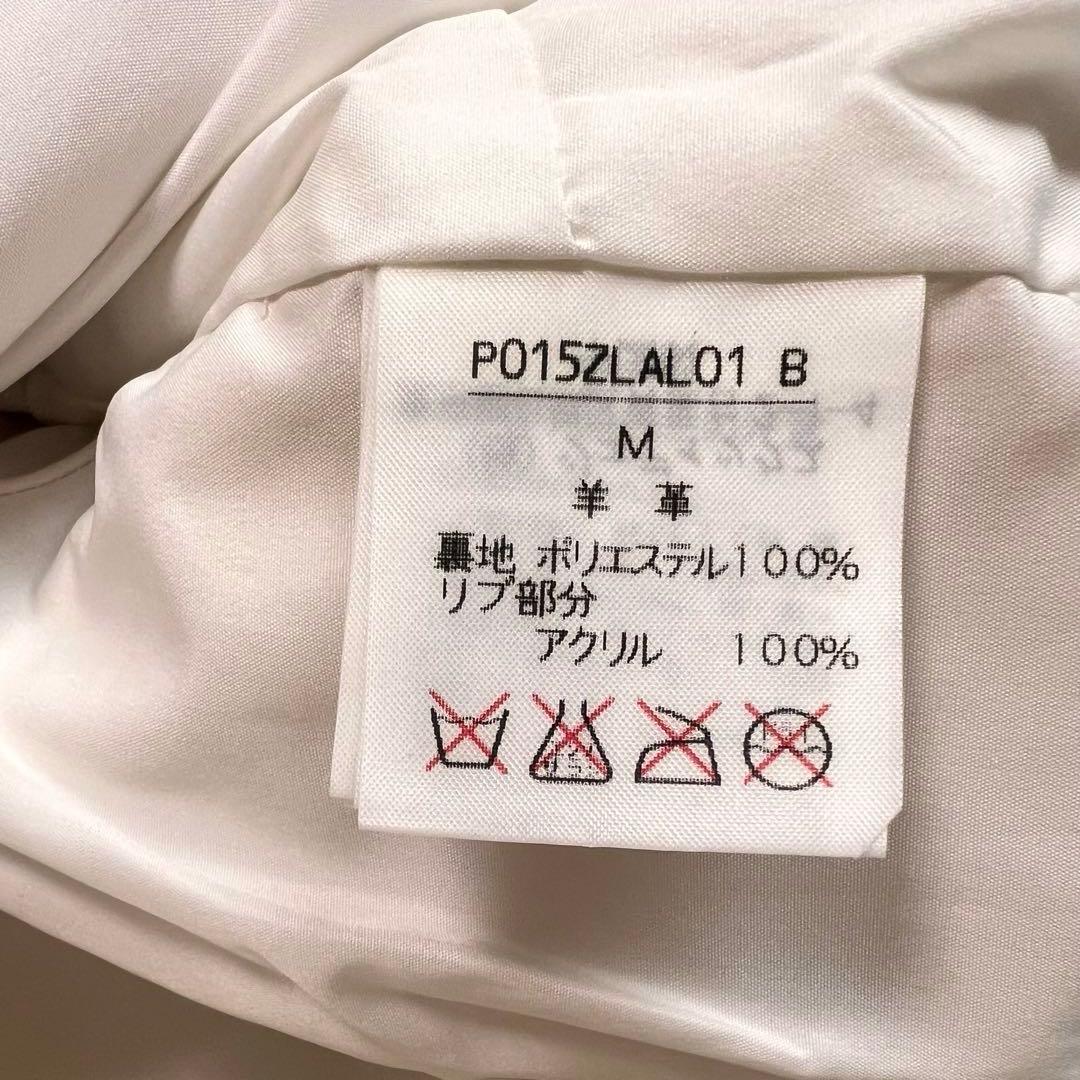 P015ZLAL01 B
M
羊 革
裏地 ポリエステル100%
リブ部分
アクリル 100%